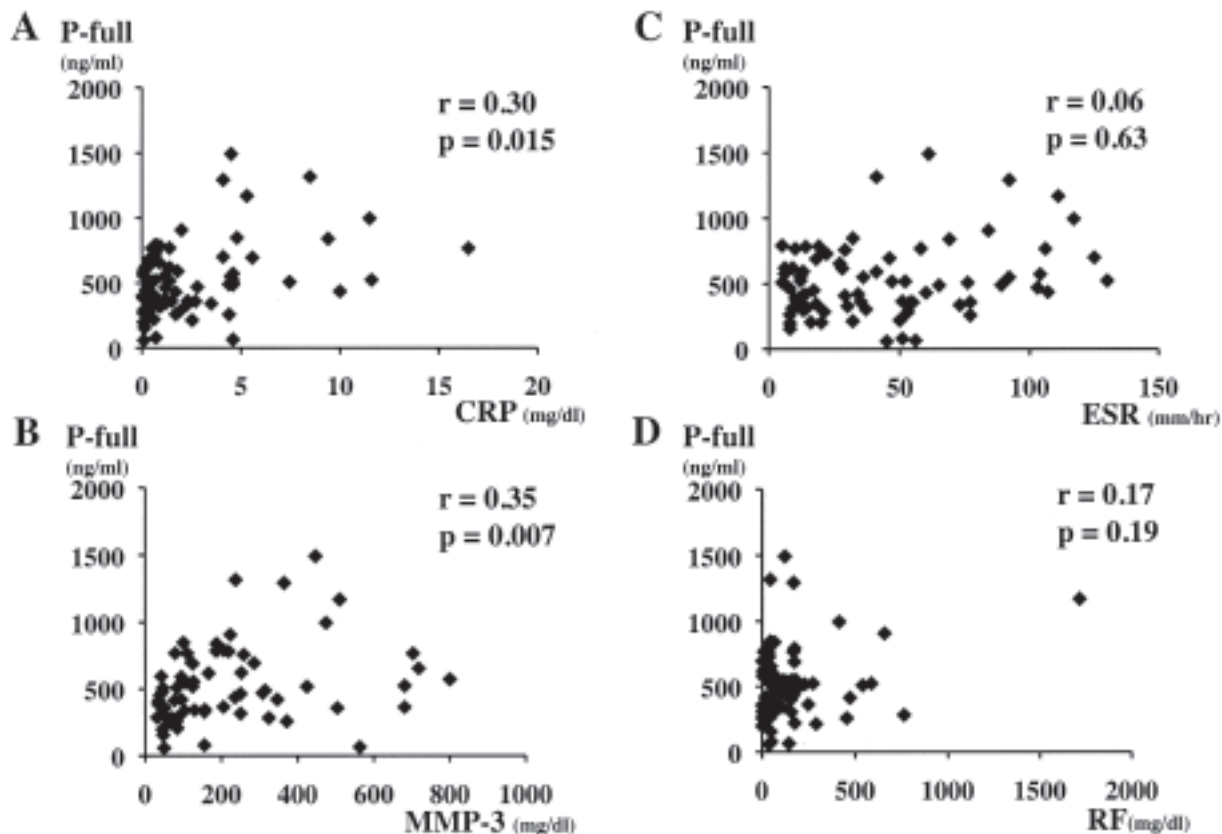 A P-full
(ng/ml)
2000
1500
1000
500
0
r = 0.30
p = 0.015
0 5 10 15 20
CRP (mg/dl)
C P-full
(ng/ml)
2000
1500
1000
500
0
r = 0.06
p = 0.63
0 50 100 150
ESR (mm/hr)
B P-full
(ng/ml)
2000
1500
1000
500
0
r = 0.35
p = 0.007
0 200 400 600 800 1000
MMP-3 (mg/dl)
D P-full
(ng/ml)
2000
1500
1000
500
0
r = 0.17
p = 0.19
0 500 1000 1500 2000
RF(mg/dl)